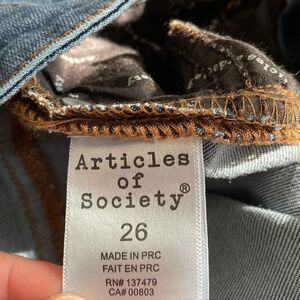 Articles
of
Society®
26
MADE IN PRC
FAIT EN PRC
RN# 137479
CA# 00803